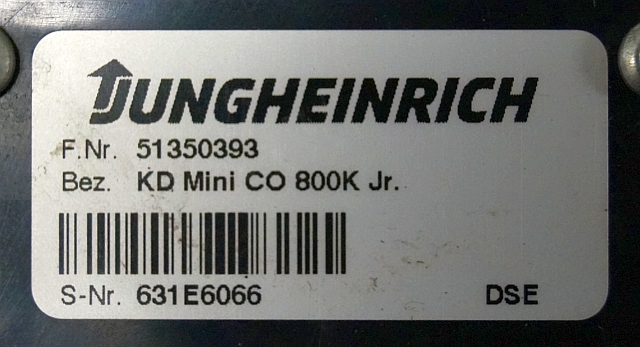 JUNGHEINRICH
F.Nr. 51350393
Bez. KD Mini CO 800K Jr.
S-Nr. 631E6066 DSE